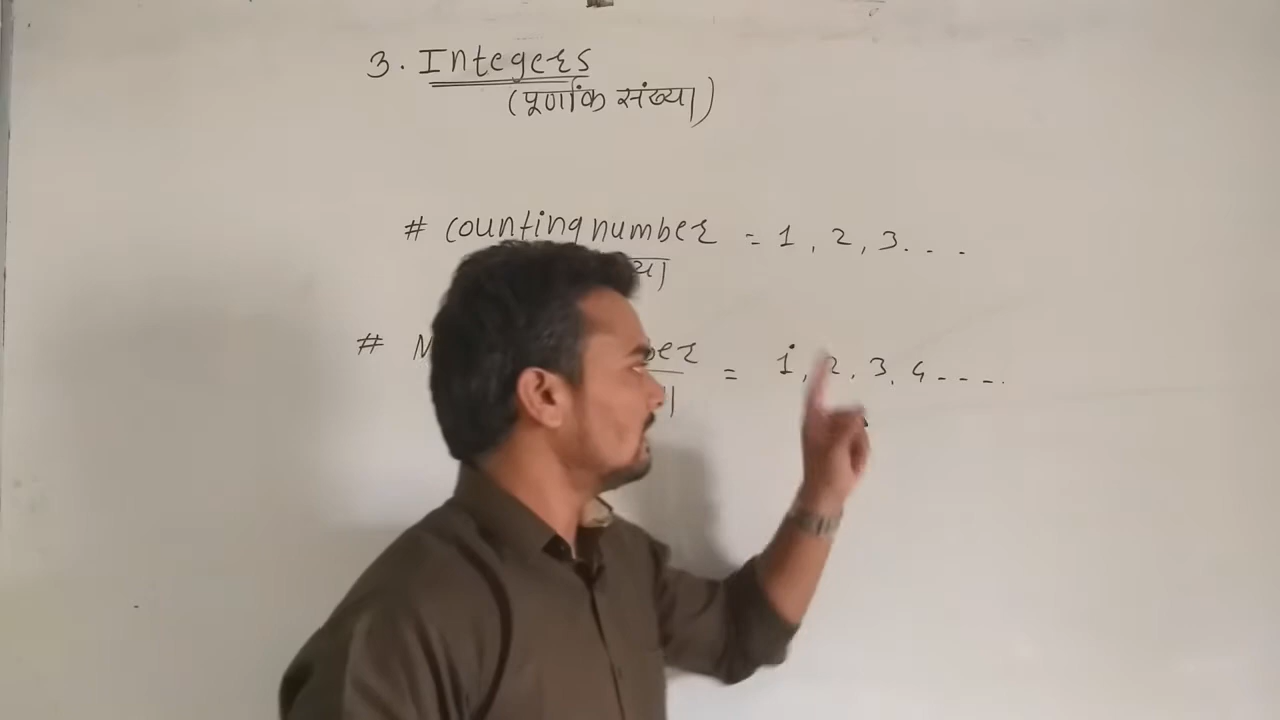 3. Integers
(पूर्णांक संख्या)
# counting number = 1, 2, 3. . .
# = 1, 2, 3, 4 - - - .